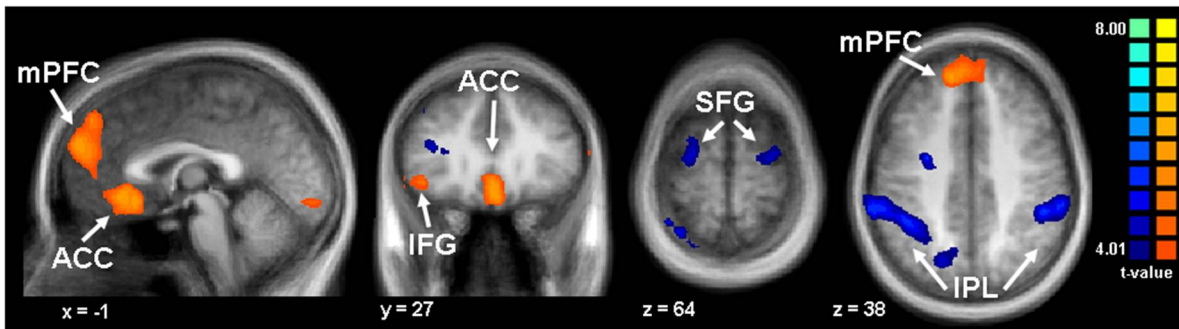 mPFC
ACC
x = -1
ACC
IFG
y = 27
SFG
z = 64
mPFC
IPL
z = 38
8.00
4.01
t-value